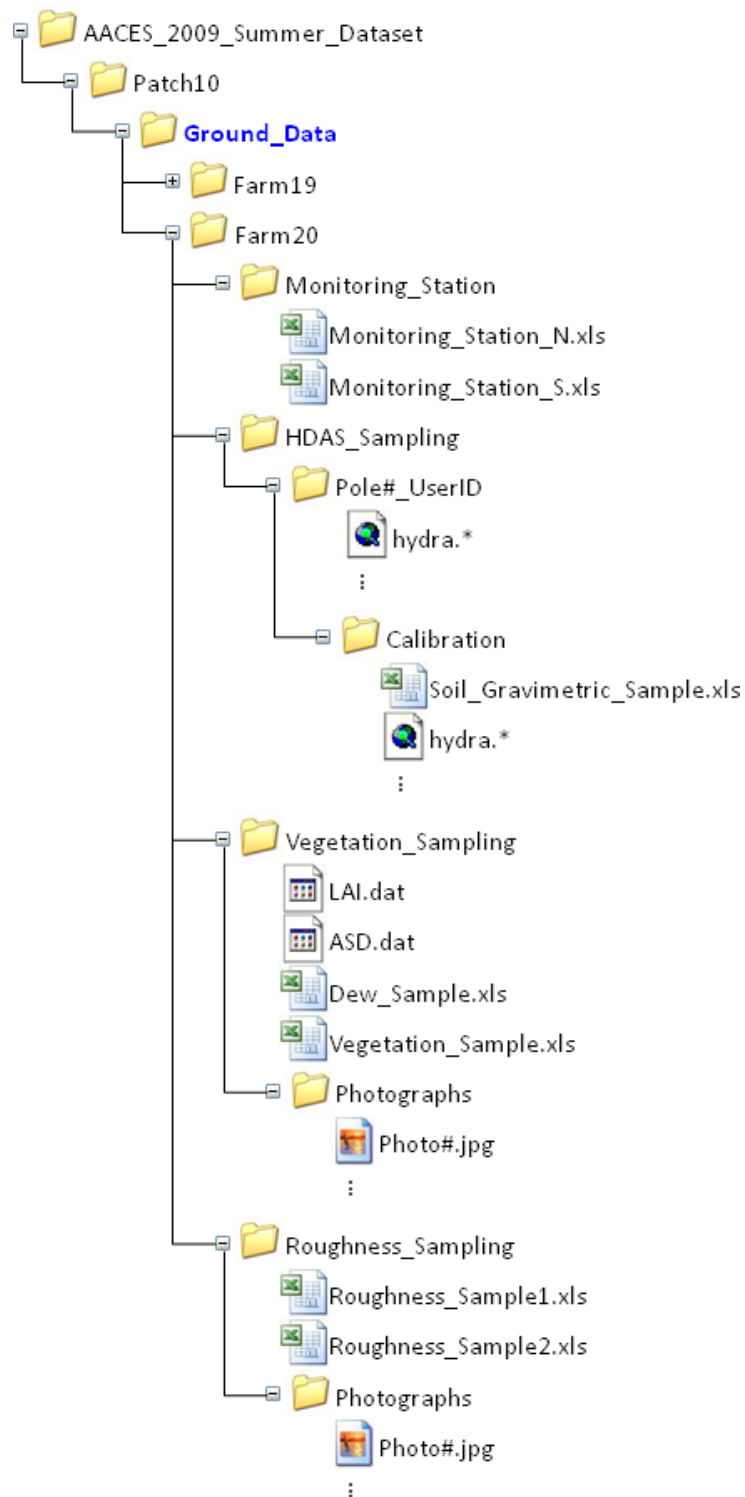 AACES_2009_Summer_Dataset
Patch10
Ground_Data
Farm19
Farm20
Monitoring_Station
Monitoring_Station_N.xls
Monitoring_Station_S.xls
HDAS_Sampling
Pole#_UserID
hydra.*
Calibration
Soil_Gravimetric_Sample.xls
hydra.*
Vegetation_Sampling
LAI.dat
ASD.dat
Dew_Sample.xls
Vegetation_Sample.xls
Photographs
Photo#.jpg
Roughness_Sampling
Roughness_Sample1.xls
Roughness_Sample2.xls
Photographs
Photo#.jpg